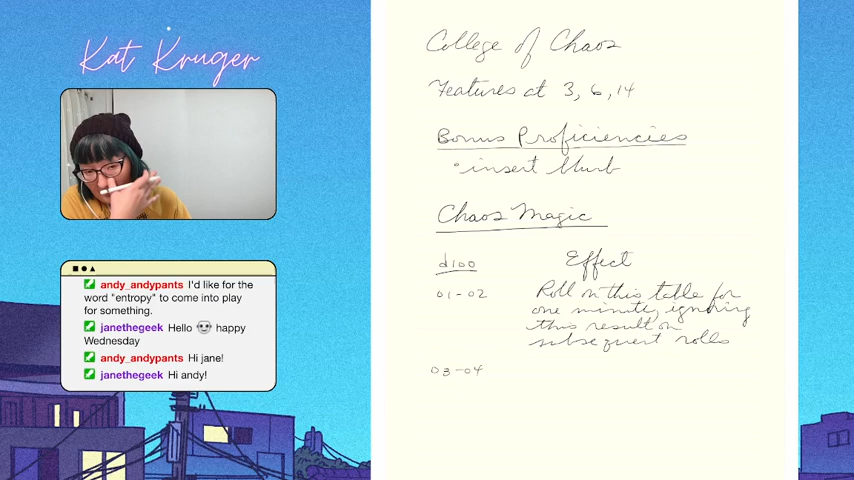 Kat Kruger
andy_andypants I'd like for the
word "entropy" to come into play
for something.
janethegeek Hello happy
Wednesday
andy_andypants Hi jane!
janethegeek Hi andy!
College of Chaos
Features at 3, 6, 14
Bonus Proficiencies
• insert blurb
Chaos Magic
d100 Effect
01-02 Roll on this table for
one minute, ignoring
this result on
subsequent rolls
03-04